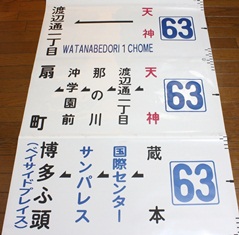 63
天神
渡辺通一丁目
WATANABEDORI 1 CHOME
63
天神
渡辺通一丁目
那の川
沖学園前
扇町
63
蔵本
国際センター
サンパレス
博多ふ頭
(ベイサイドプレイス)